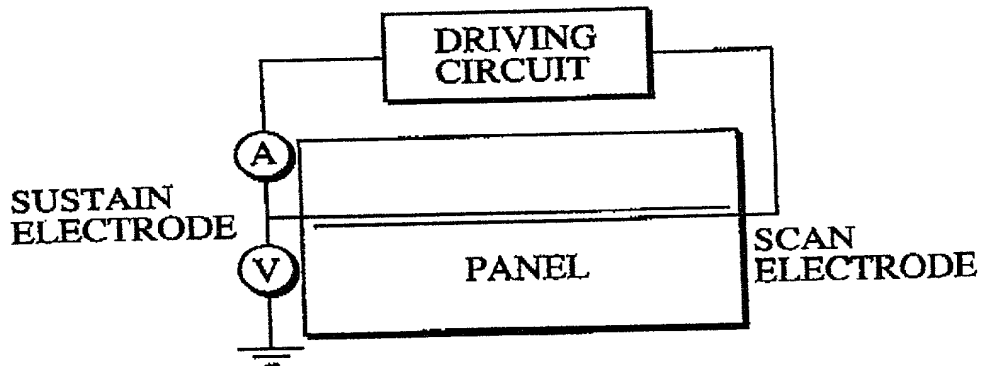 DRIVING
CIRCUIT
A
SUSTAIN
ELECTRODE
V
PANEL
SCAN
ELECTRODE